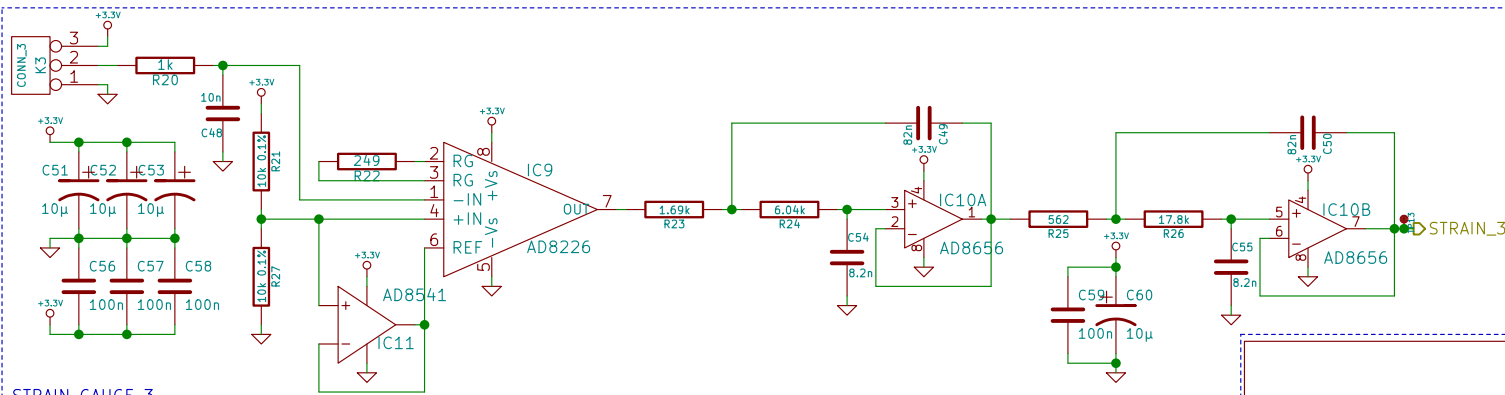 +3.3V
CONN_3
K3
3
2
1
1k
R20
10n
C48
+3.3V
10k 0.1%
R21
+3.3V
C51
C52
C53
10µ
10µ
10µ
C56
C57
C58
100n
100n
100n
+3.3V
10k 0.1%
R27
249
R22
+3.3V
8
2
RG
3
RG
1
-IN
4
+IN
6
REF
+Vs
-Vs
5
IC9
OUT
7
AD8226
+3.3V
AD8541
+
-
IC11
1.69k
R23
6.04k
R24
82n
C49
C54
8.2n
+3.3V
4
3
+
2
-
8
IC10A
1
AD8656
562
R25
17.8k
R26
+3.3V
C59
100n
C60
10µ
82n
C50
C55
8.2n
+3.3V
4
5
+
6
-
8
IC10B
7
AD8656
STRAIN_3
STRAIN GAUGE 3